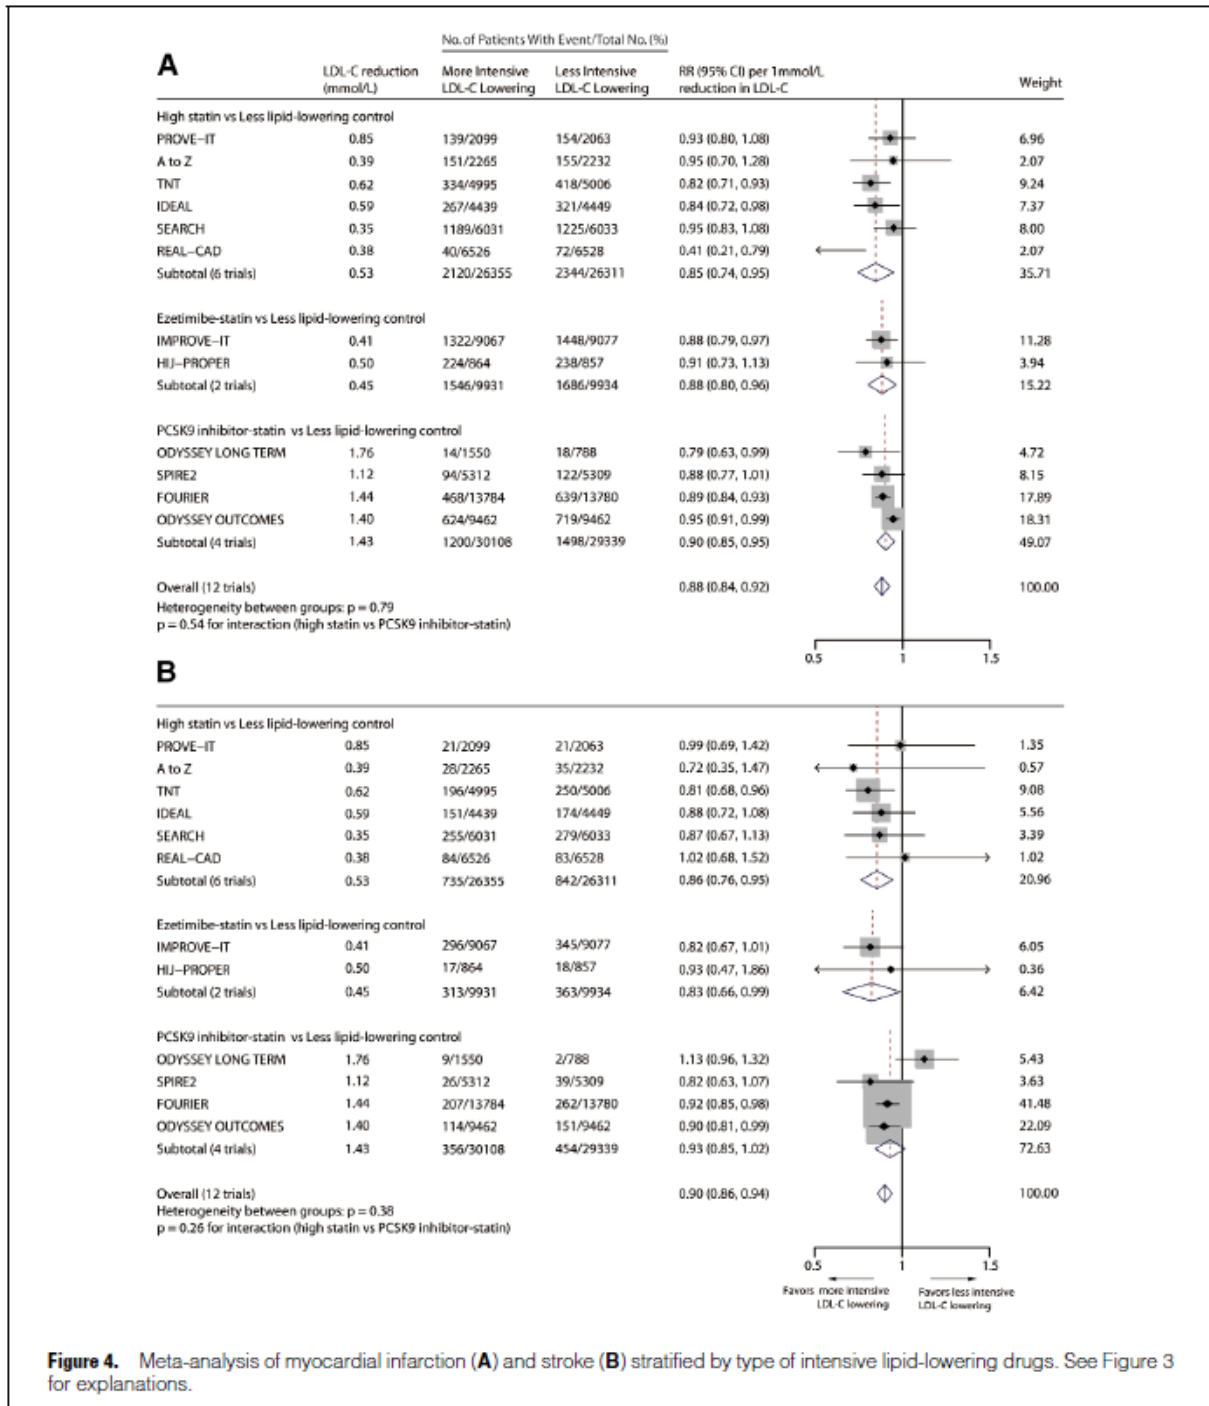 No. of Patients With Event/Total No. (%)
A
LDL-C reduction (mmol/L) More Intensive LDL-C Lowering Less Intensive LDL-C Lowering RR (95% CI) per 1mmol/L reduction in LDL-C Weight
High statin vs Less lipid-lowering control
PROVE–IT 0.85 139/2099 154/2063 0.93 (0.80, 1.08) 6.96
A to Z 0.39 151/2265 155/2232 0.95 (0.70, 1.28) 2.07
TNT 0.62 334/4995 418/5006 0.82 (0.71, 0.93) 9.24
IDEAL 0.59 267/4439 321/4449 0.84 (0.72, 0.98) 7.37
SEARCH 0.35 1189/6031 1225/6033 0.95 (0.83, 1.08) 8.00
REAL–CAD 0.38 40/6526 72/6528 0.41 (0.21, 0.79) 2.07
Subtotal (6 trials) 0.53 2120/26355 2344/26311 0.85 (0.74, 0.95) 35.71
Ezetimibe-statin vs Less lipid-lowering control
IMPROVE–IT 0.41 1322/9067 1448/9077 0.88 (0.79, 0.97) 11.28
HIJ–PROPER 0.50 224/864 238/857 0.91 (0.73, 1.13) 3.94
Subtotal (2 trials) 0.45 1546/9931 1686/9934 0.88 (0.80, 0.96) 15.22
PCSK9 inhibitor-statin vs Less lipid-lowering control
ODYSSEY LONG TERM 1.76 14/1550 18/788 0.79 (0.63, 0.99) 4.72
SPIRE2 1.12 94/5312 122/5309 0.88 (0.77, 1.01) 8.15
FOURIER 1.44 468/13784 639/13780 0.89 (0.84, 0.93) 17.89
ODYSSEY OUTCOMES 1.40 624/9462 719/9462 0.95 (0.91, 0.99) 18.31
Subtotal (4 trials) 1.43 1200/30108 1498/29339 0.90 (0.85, 0.95) 49.07
Overall (12 trials) 0.88 (0.84, 0.92) 100.00
Heterogeneity between groups: p = 0.79
p = 0.54 for interaction (high statin vs PCSK9 inhibitor-statin)
0.5 1 1.5
B
High statin vs Less lipid-lowering control
PROVE–IT 0.85 21/2099 21/2063 0.99 (0.69, 1.42) 1.35
A to Z 0.39 28/2265 35/2232 0.72 (0.35, 1.47) 0.57
TNT 0.62 196/4995 250/5006 0.81 (0.68, 0.96) 9.08
IDEAL 0.59 151/4439 174/4449 0.88 (0.72, 1.08) 5.56
SEARCH 0.35 255/6031 279/6033 0.87 (0.67, 1.13) 3.39
REAL–CAD 0.38 84/6526 83/6528 1.02 (0.68, 1.52) 1.02
Subtotal (6 trials) 0.53 735/26355 842/26311 0.86 (0.76, 0.95) 20.96
Ezetimibe-statin vs Less lipid-lowering control
IMPROVE–IT 0.41 296/9067 345/9077 0.82 (0.67, 1.01) 6.05
HIJ–PROPER 0.50 17/864 18/857 0.93 (0.47, 1.86) 0.36
Subtotal (2 trials) 0.45 313/9931 363/9934 0.83 (0.66, 0.99) 6.42
PCSK9 inhibitor-statin vs Less lipid-lowering control
ODYSSEY LONG TERM 1.76 9/1550 2/788 1.13 (0.96, 1.32) 5.43
SPIRE2 1.12 26/5312 39/5309 0.82 (0.63, 1.07) 3.63
FOURIER 1.44 207/13784 262/13780 0.92 (0.85, 0.98) 41.48
ODYSSEY OUTCOMES 1.40 114/9462 151/9462 0.90 (0.81, 0.99) 22.09
Subtotal (4 trials) 1.43 356/30108 454/29339 0.93 (0.85, 1.02) 72.63
Overall (12 trials) 0.90 (0.86, 0.94) 100.00
Heterogeneity between groups: p = 0.38
p = 0.26 for interaction (high statin vs PCSK9 inhibitor-statin)
0.5 1 1.5
Favors more intensive LDL-C lowering Favors less intensive LDL-C lowering
Figure 4. Meta-analysis of myocardial infarction (A) and stroke (B) stratified by type of intensive lipid-lowering drugs. See Figure 3
for explanations.